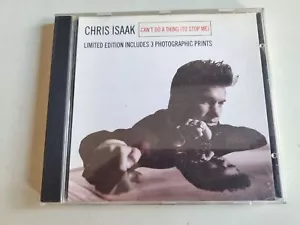 CHRIS ISAAK CAN'T DO A THING (TO STOP ME)
LIMITED EDITION INCLUDES 3 PHOTOGRAPHIC PRINTS